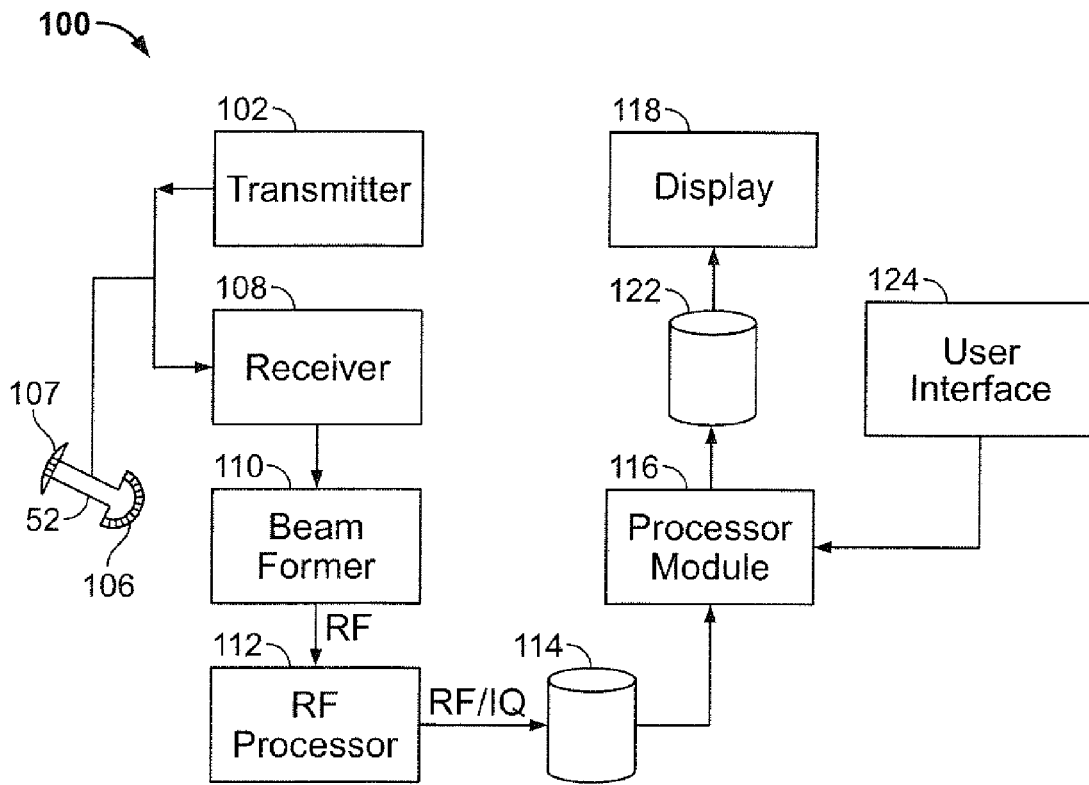 100
102
Transmitter
118
Display
108
Receiver
122
124
User
Interface
107
52
106
110
Beam
Former
116
Processor
Module
RF
112
RF
Processor
RF/IQ
114